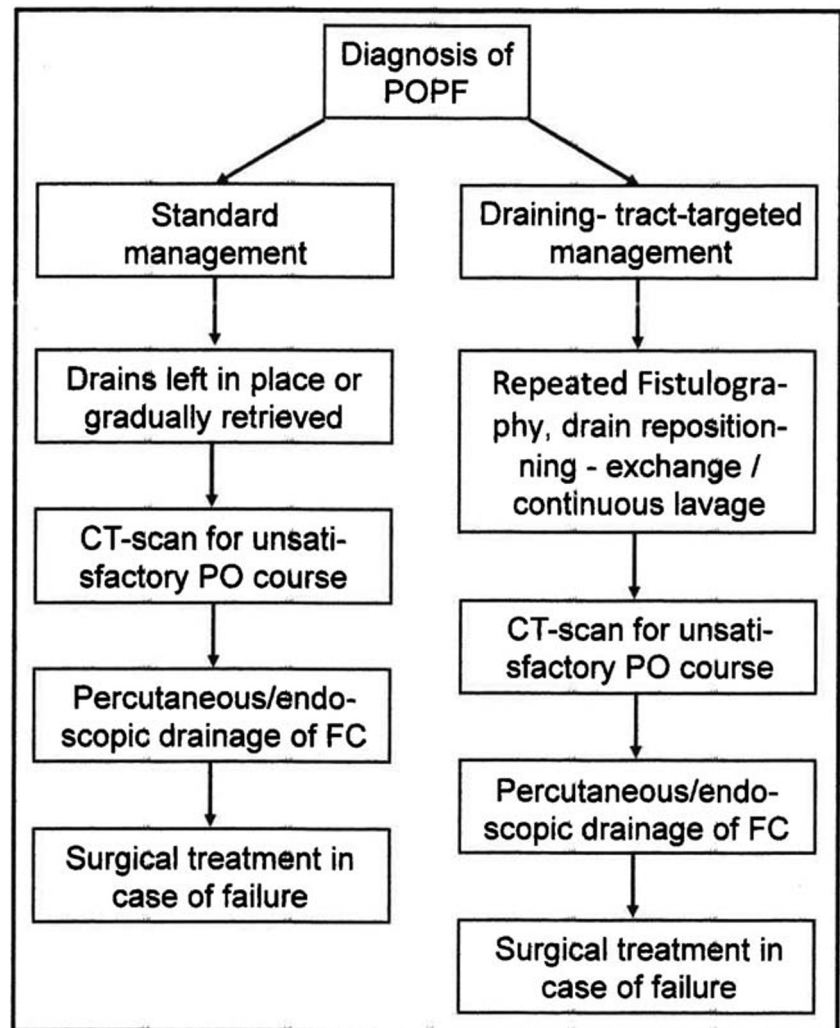 Diagnosis of
POPF
Standard
management
Drains left in place or
gradually retrieved
CT-scan for unsati-
sfactory PO course
Percutaneous/endo-
scopic drainage of FC
Surgical treatment in
case of failure
Draining- tract-targeted
management
Repeated Fistulogra-
phy, drain reposition-
ning - exchange /
continuous lavage
CT-scan for unsati-
sfactory PO course
Percutaneous/endo-
scopic drainage of FC
Surgical treatment in
case of failure